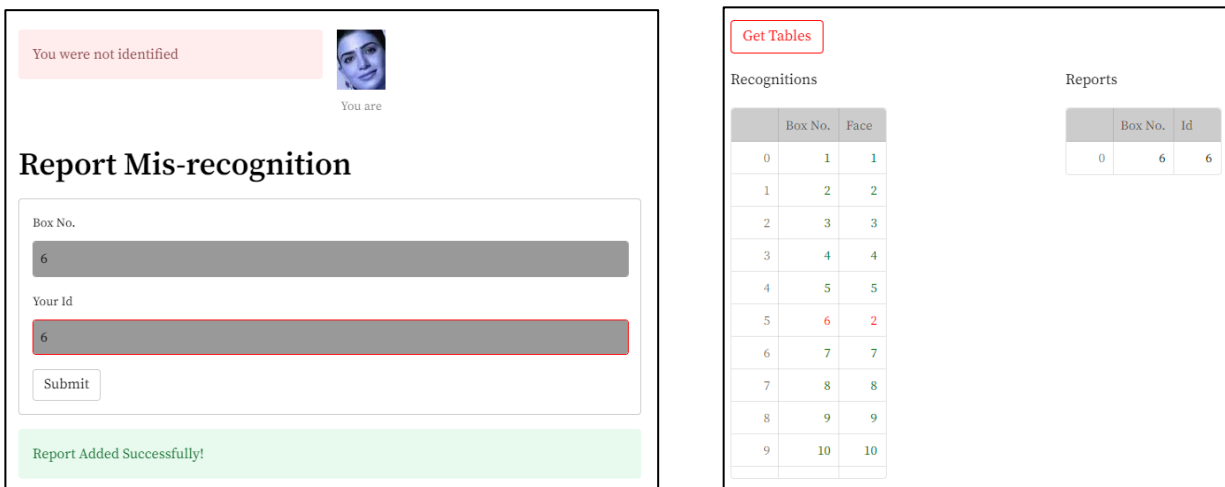 You were not identified
You are
Report Mis-recognition
Box No.
6
Your Id
6
Submit
Report Added Successfully!
Get Tables
Recognitions
Box No. Face
0 1 1
1 2 2
2 3 3
3 4 4
4 5 5
5 6 2
6 7 7
7 8 8
8 9 9
9 10 10
Reports
Box No. Id
0 6 6